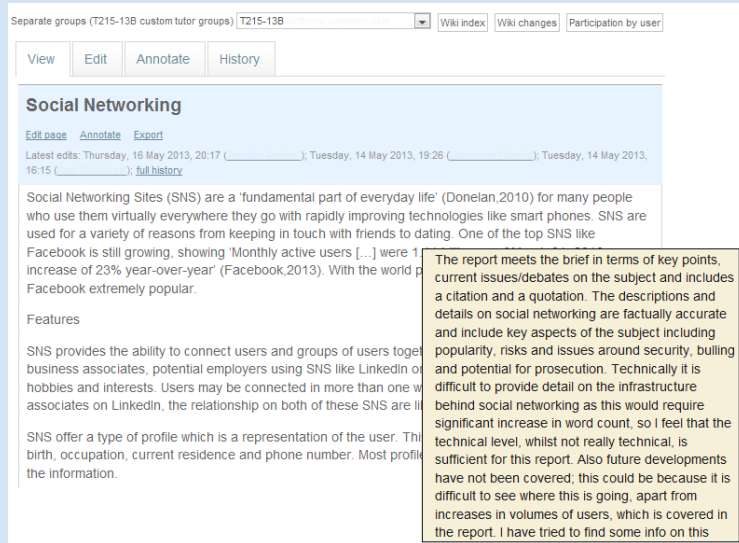 Separate groups (T215-13B custom tutor groups) T215-13B
Wiki index Wiki changes Participation by user
View Edit Annotate History
Social Networking
Edit page Annotate Export
Latest edits: Thursday, 16 May 2013, 20:17 (); Tuesday, 14 May 2013, 19:26 (); Tuesday, 14 May 2013,
16:15 (); full history
Social Networking Sites (SNS) are a ‘fundamental part of everyday life’ (Donelan,2010) for many people
who use them virtually everywhere they go with rapidly improving technologies like smart phones. SNS are
used for a variety of reasons from keeping in touch with friends to dating. One of the top SNS like
Facebook is still growing, showing ‘Monthly active users […] were 1.
increase of 23% year-over-year’ (Facebook,2013). With the world p
Facebook extremely popular.
Features
SNS provides the ability to connect users and groups of users toget
business associates, potential employers using SNS like LinkedIn or
hobbies and interests. Users may be connected in more than one w
associates on LinkedIn, the relationship on both of these SNS are li
SNS offer a type of profile which is a representation of the user. Thi
birth, occupation, current residence and phone number. Most profile
the information.
The report meets the brief in terms of key points,
current issues/debates on the subject and includes
a citation and a quotation. The descriptions and
details on social networking are factually accurate
and include key aspects of the subject including
popularity, risks and issues around security, bulling
and potential for prosecution. Technically it is
difficult to provide detail on the infrastructure
behind social networking as this would require
significant increase in word count, so I feel that the
technical level, whilst not really technical, is
sufficient for this report. Also future developments
have not been covered; this could be because it is
difficult to see where this is going, apart from
increases in volumes of users, which is covered in
the report. I have tried to find some info on this